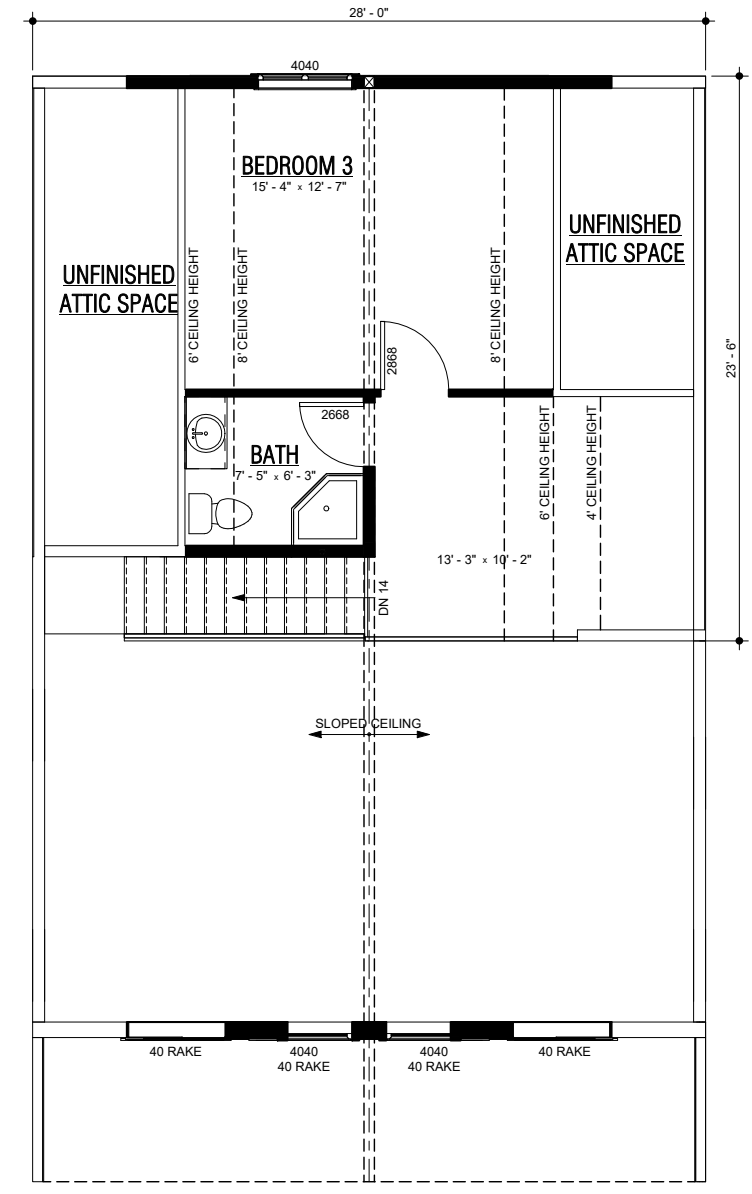 28' - 0"
4040
BEDROOM 3
15' - 4" x 12' - 7"
UNFINISHED
ATTIC SPACE
UNFINISHED
ATTIC SPACE
6' CEILING HEIGHT
8' CEILING HEIGHT
8' CEILING HEIGHT
23' - 6"
2868
2668
BATH
7' - 5" x 6' - 3"
6' CEILING HEIGHT
4' CEILING HEIGHT
13' - 3" x 10' - 2"
DN 14
SLOPED CEILING
40 RAKE
4040
40 RAKE
4040
40 RAKE
40 RAKE